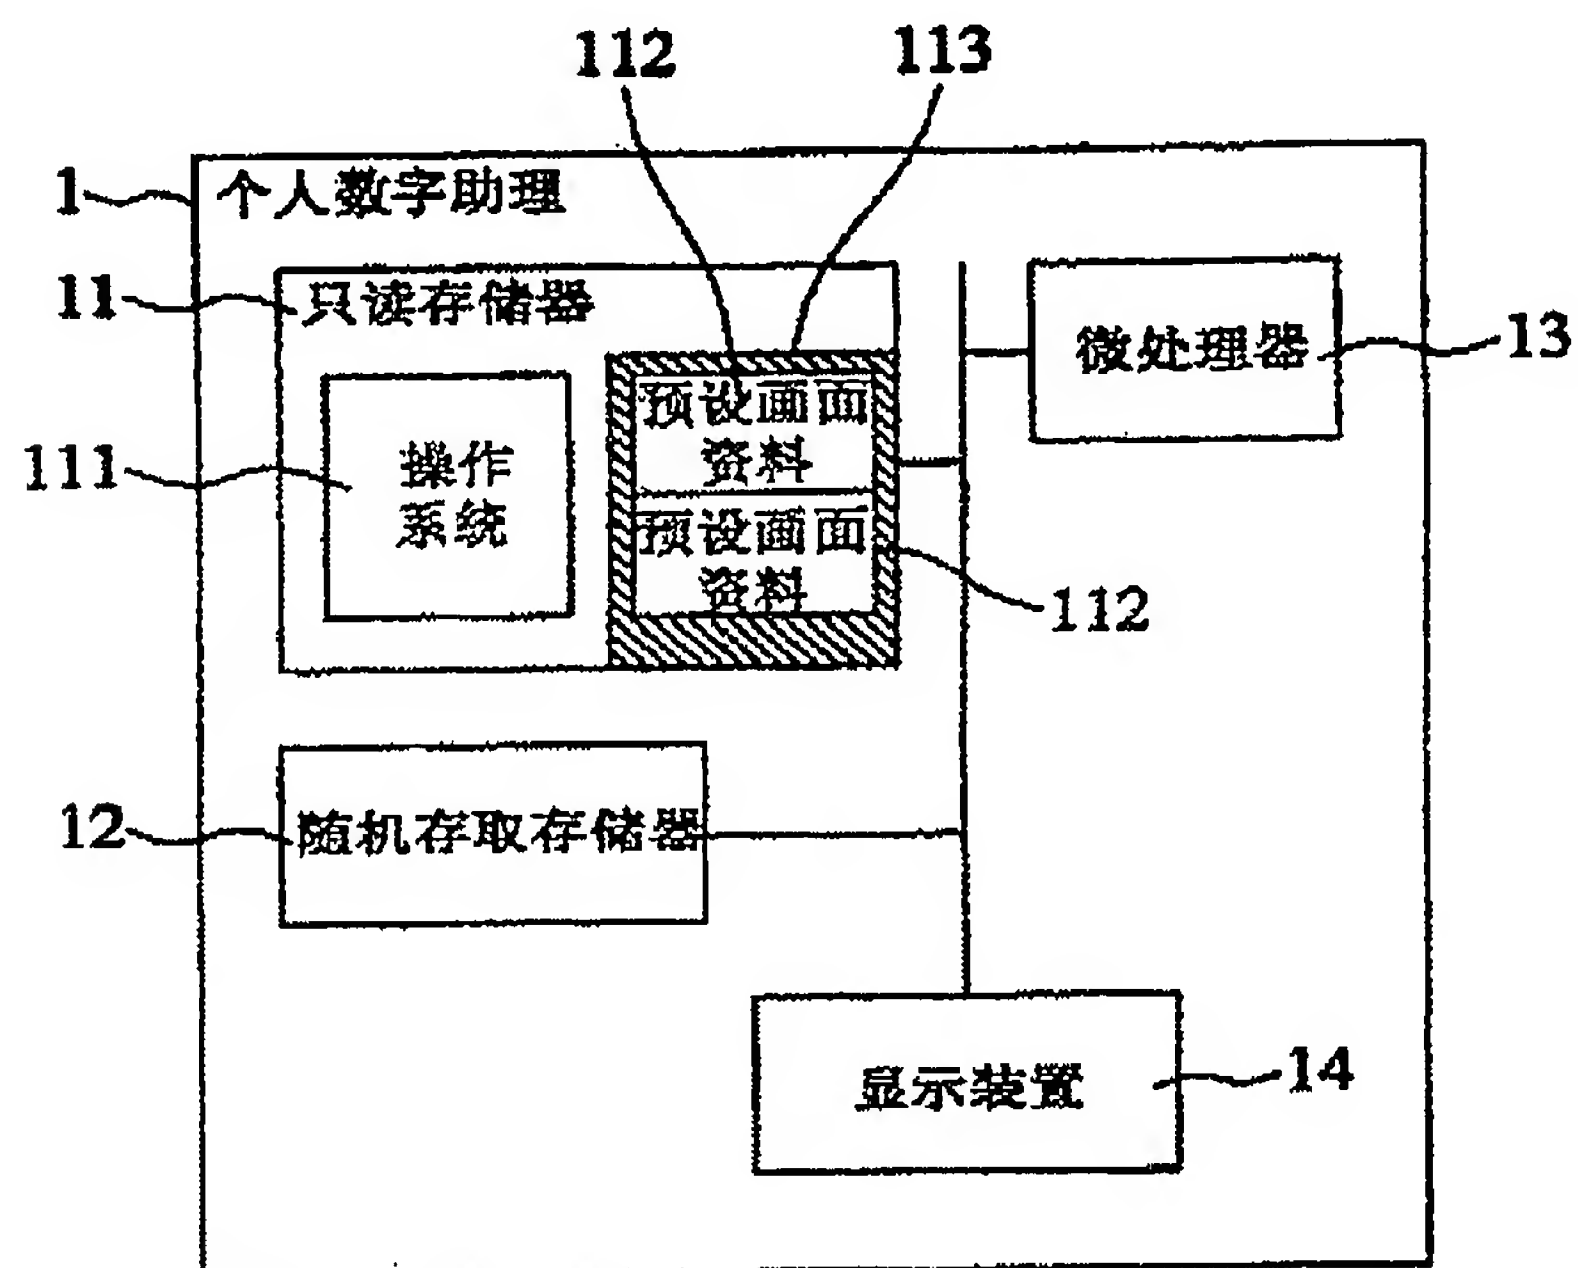 112
113
1
个人数字助理
11
只读存储器
微处理器
13
预设画面
资料
111
操作
系统
预设画面
资料
112
12
随机存取存储器
显示装置
14